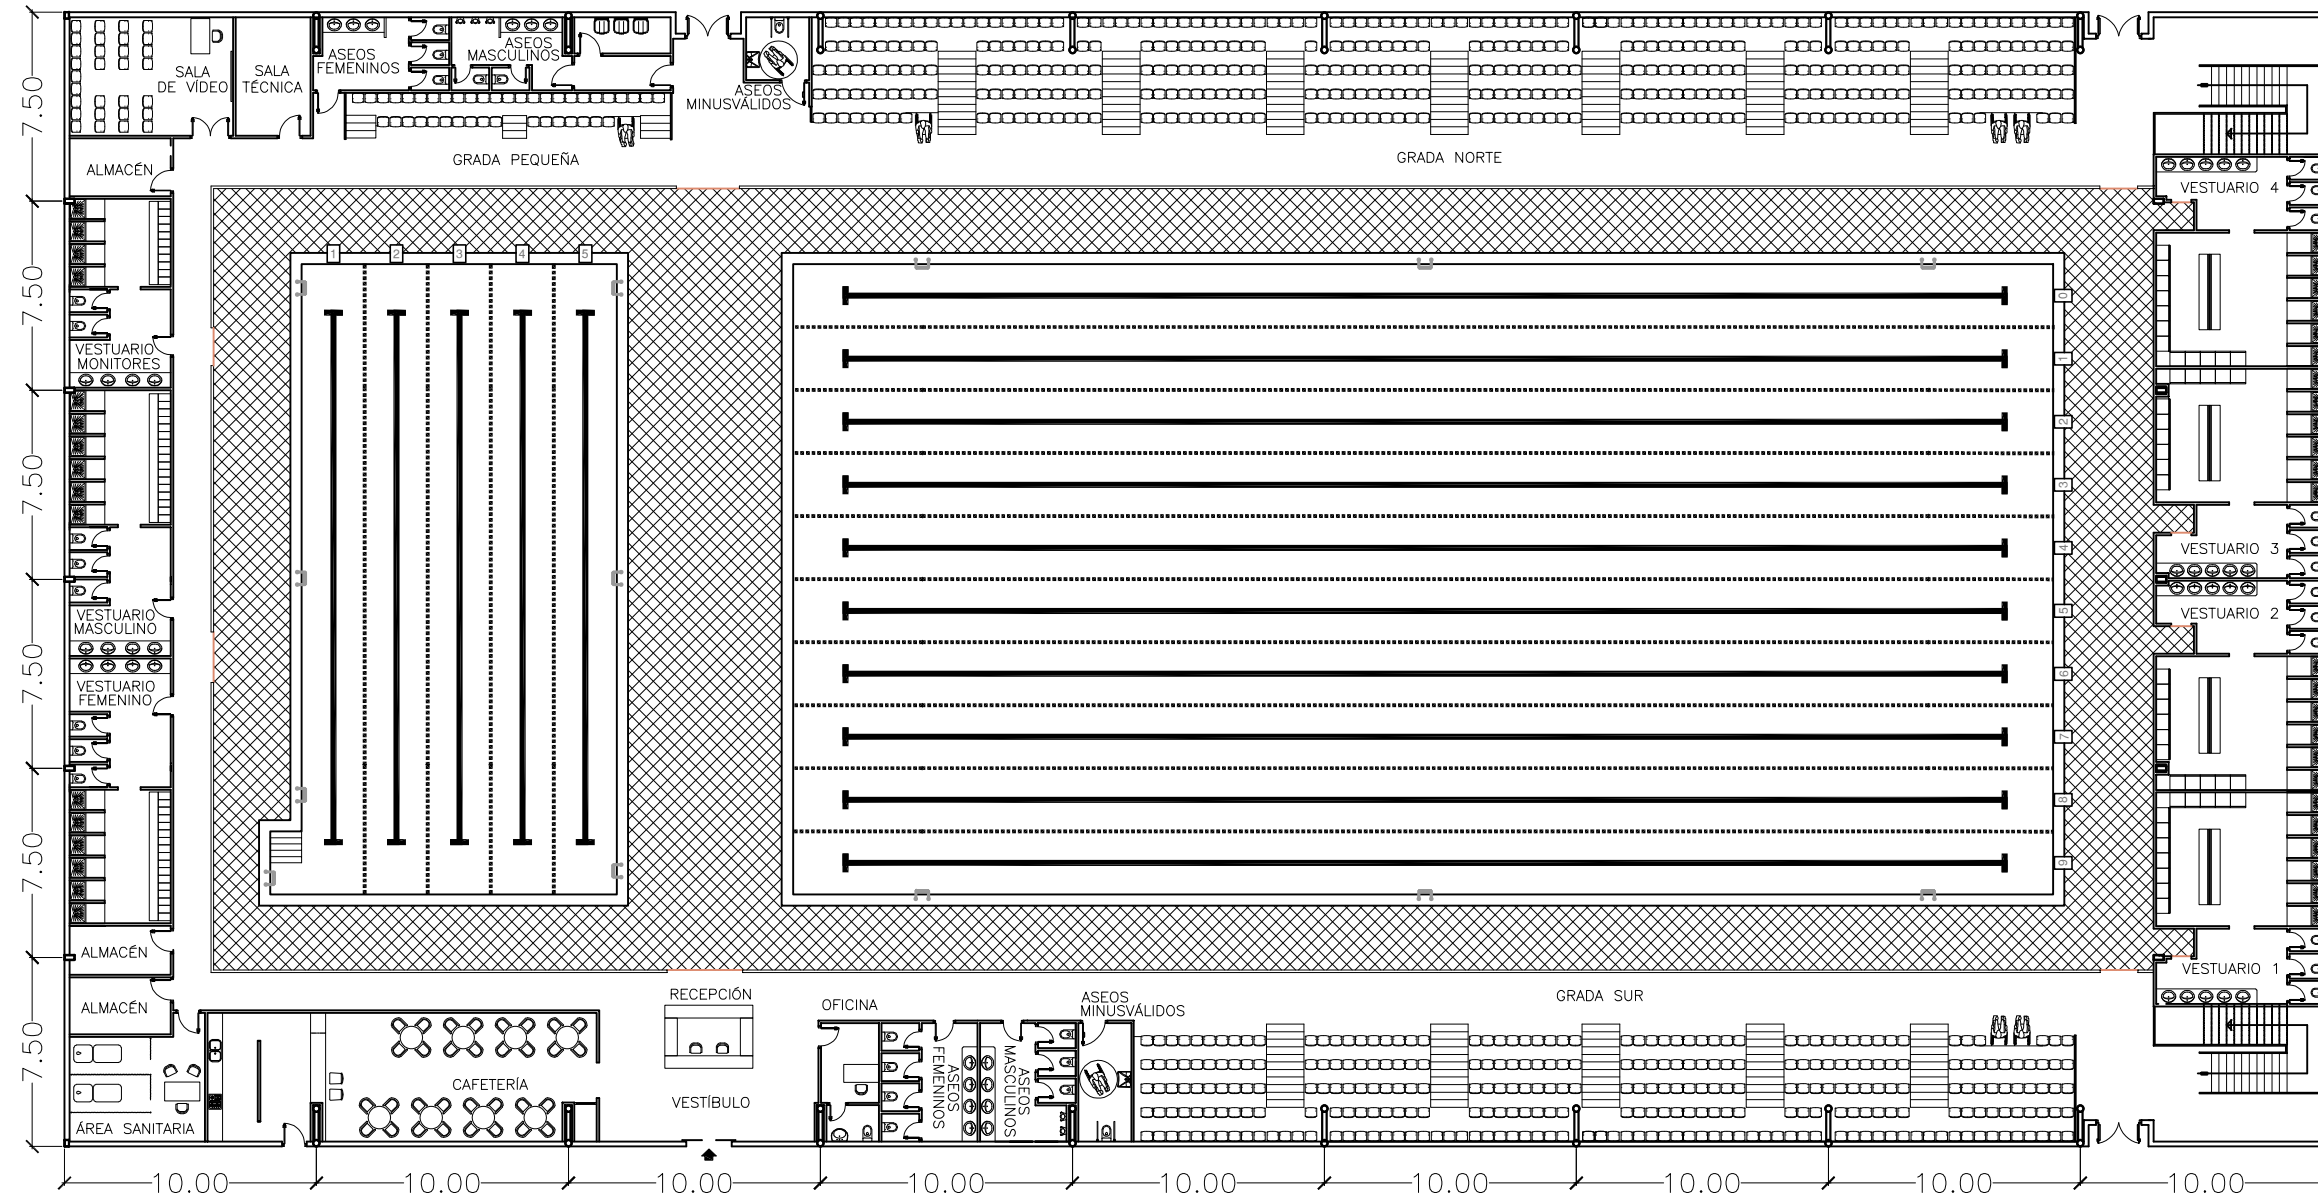 ASEOS
FEMENINOS
ASEOS
MASCULINOS
SALA
DE VÍDEO
SALA
TÉCNICA
ASEOS
MINUSVÁLIDOS
7.50
GRADA PEQUEÑA
GRADA NORTE
ALMACÉN
VESTUARIO 4
1
2
3
4
5
7.50
0
VESTUARIO
MONITORES
1
2
7.50
3
4
VESTUARIO 3
5
VESTUARIO 2
VESTUARIO
MASCULINO
7.50
VESTUARIO
FEMENINO
6
7
8
7.50
9
ALMACÉN
VESTUARIO 1
RECEPCIÓN
GRADA SUR
ALMACÉN
OFICINA
ASEOS
MINUSVÁLIDOS
7.50
CAFETERÍA
ASEOS
FEMENINOS
ASEOS
MASCULINOS
VESTÍBULO
ÁREA SANITARIA
10.00
10.00
10.00
10.00
10.00
10.00
10.00
10.00
10.00